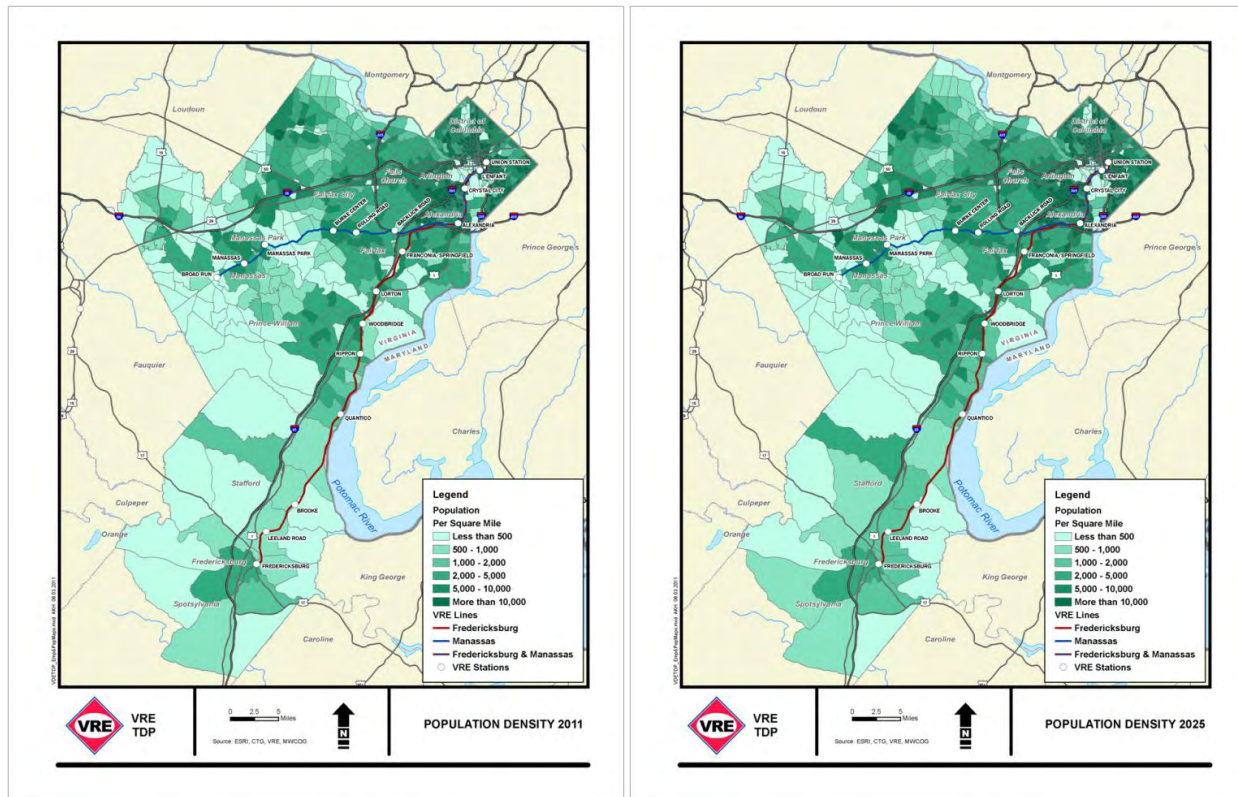 Montgomery
Loudoun
District of
Columbia
UNION STATION
L'ENFANT
Falls
Church
Arlington
Fairfax City
CRYSTAL CITY
BURKE CENTER
ROLLING ROAD
BACKLICK ROAD
Alexandria
ALEXANDRIA
Manassas Park
Fairfax
Prince George's
MANASSAS
MANASSAS PARK
FRANCONIA/SPRINGFIELD
BROAD RUN
Manassas
LORTON
Prince William
WOODBRIDGE
VIRGINIA
MARYLAND
RIPPON
Fauquier
QUANTICO
Charles
Stafford
Potomac River
Culpeper
BROOKE
Orange
LEELAND ROAD
Fredericksburg
FREDERICKSBURG
King George
Spotsylvania
Caroline
Legend
Population
Per Square Mile
Less than 500
500 - 1,000
1,000 - 2,000
2,000 - 5,000
5,000 - 10,000
More than 10,000
VRE Lines
Fredericksburg
Manassas
Fredericksburg & Manassas
VRE Stations
VRE
VRE
TDP
0 2.5 5
Miles
Source: ESRI, CTG, VRE, MWCOG
N
POPULATION DENSITY 2011
Montgomery
Loudoun
District of
Columbia
UNION STATION
L'ENFANT
Falls
Church
Arlington
Fairfax City
CRYSTAL CITY
BURKE CENTER
ROLLING ROAD
BACKLICK ROAD
Alexandria
ALEXANDRIA
Manassas Park
Fairfax
Prince George's
MANASSAS
MANASSAS PARK
FRANCONIA/SPRINGFIELD
BROAD RUN
Manassas
LORTON
Prince William
WOODBRIDGE
VIRGINIA
MARYLAND
RIPPON
Fauquier
QUANTICO
Charles
Stafford
Potomac River
Culpeper
BROOKE
Orange
LEELAND ROAD
Fredericksburg
FREDERICKSBURG
King George
Spotsylvania
Caroline
Legend
Population
Per Square Mile
Less than 500
500 - 1,000
1,000 - 2,000
2,000 - 5,000
5,000 - 10,000
More than 10,000
VRE Lines
Fredericksburg
Manassas
Fredericksburg & Manassas
VRE Stations
VRE
VRE
TDP
0 2.5 5
Miles
Source: ESRI, CTG, VRE, MWCOG
N
POPULATION DENSITY 2025